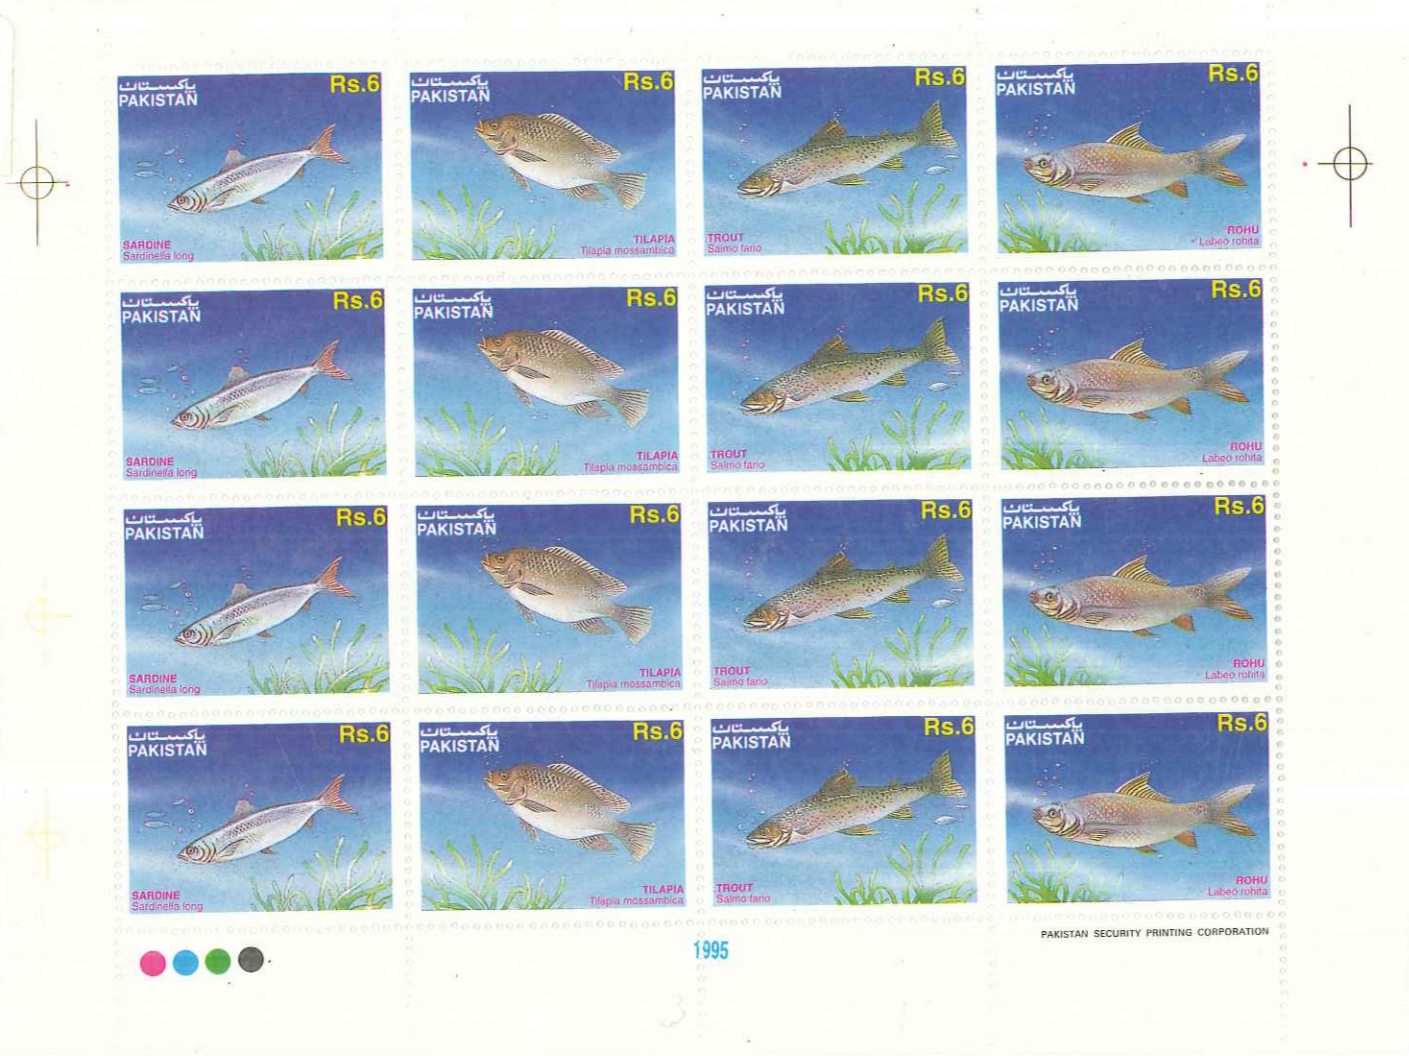 پاکستان Rs.6 پاکستان Rs.6 پاکستان Rs.6 پاکستان Rs.6
PAKISTAN PAKISTAN PAKISTAN PAKISTAN
SARDINE TILAPIA TROUT ROHU
Sardinella long Tilapia mossambica Salmo fario Labeo rohita
پاکستان Rs.6 پاکستان Rs.6 پاکستان Rs.6 پاکستان Rs.6
PAKISTAN PAKISTAN PAKISTAN PAKISTAN
SARDINE TILAPIA TROUT ROHU
Sardinella long Tilapia mossambica Salmo fario Labeo rohita
پاکستان Rs.6 پاکستان Rs.6 پاکستان Rs.6 پاکستان Rs.6
PAKISTAN PAKISTAN PAKISTAN PAKISTAN
SARDINE TILAPIA TROUT ROHU
Sardinella long Tilapia mossambica Salmo fario Labeo rohita
پاکستان Rs.6 پاکستان Rs.6 پاکستان Rs.6 پاکستان Rs.6
PAKISTAN PAKISTAN PAKISTAN PAKISTAN
SARDINE TILAPIA TROUT ROHU
Sardinella long Tilapia mossambica Salmo fario Labeo rohita
PAKISTAN SECURITY PRINTING CORPORATION
1995